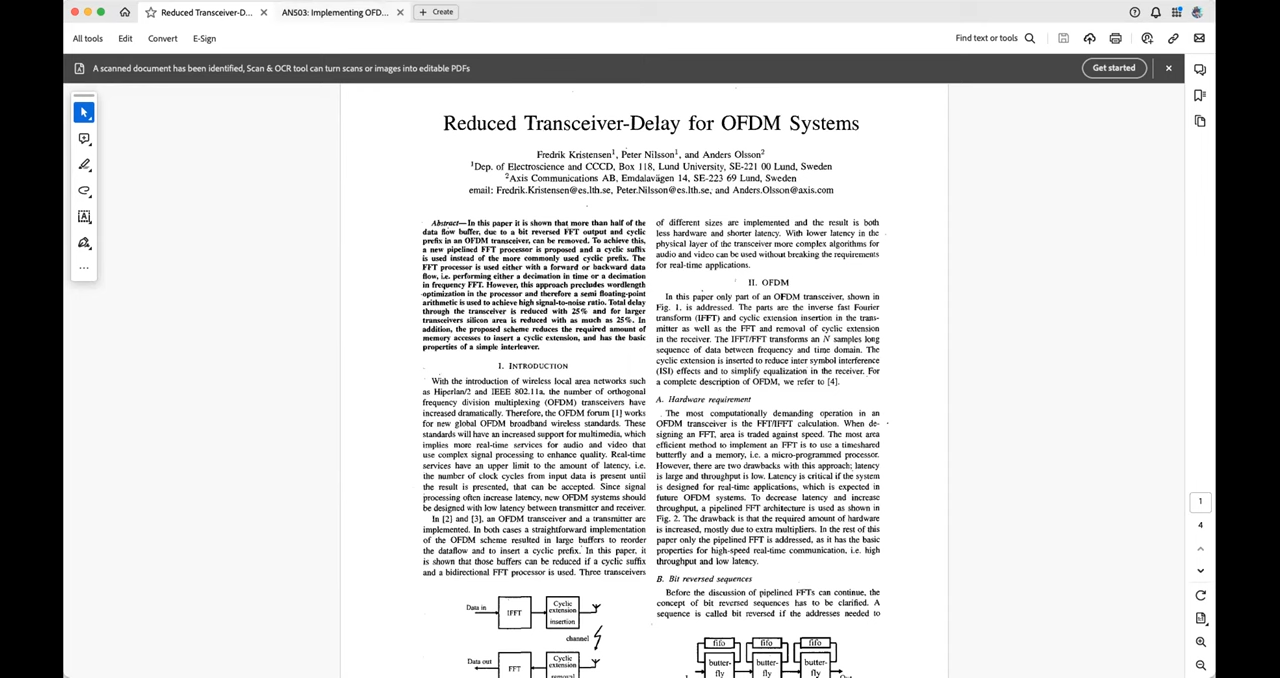 Reduced Transceiver-D...
AN503: Implementing OFD...
Create
All tools
Edit
Convert
E-Sign
Find text or tools
A scanned document has been identified, Scan & OCR tool can turn scans or images into editable PDFs
Get started
Reduced Transceiver-Delay for OFDM Systems
Fredrik Kristensen¹, Peter Nilsson¹, and Anders Olsson²
¹Dep. of Electroscience and CCCD, Box 118, Lund University, SE-221 00 Lund, Sweden
²Axis Communications AB, Emdalavägen 14, SE-223 69 Lund, Sweden
email: Fredrik.Kristensen@es.lth.se, Peter.Nilsson@es.lth.se, and Anders.Olsson@axis.com
Abstract—In this paper it is shown that more than half of the
data flow buffer, due to a bit reversed FFT output and cyclic
prefix in an OFDM transceiver, can be removed. To achieve this,
a new pipelined FFT processor is proposed and a cyclic suffix
is used instead of the more commonly used cyclic prefix. The
FFT processor is used either with a forward or backward data
flow, i.e. performing either a decimation in time or a decimation
in frequency FFT. However, this approach precludes wordlength
optimization in the processor and therefore a semi floating-point
arithmetic is used to achieve high signal-to-noise ratio. Total delay
through the transceiver is reduced with 25% and for larger
transceivers silicon area is reduced with as much as 25%. In
addition, the proposed scheme reduces the required amount of
memory accesses to insert a cyclic extension, and has the basic
properties of a simple interleaver.
I. INTRODUCTION
With the introduction of wireless local area networks such
as Hiperlan/2 and IEEE 802.11a, the number of orthogonal
frequency division multiplexing (OFDM) transceivers have
increased dramatically. Therefore, the OFDM forum [1] works
for new global OFDM broadband wireless standards. These
standards will have an increased support for multimedia, which
implies more real-time services for audio and video that
use complex signal processing to enhance quality. Real-time
services have an upper limit to the amount of latency, i.e.
the number of clock cycles from input data is present until
the result is presented, that can be accepted. Since signal
processing often increase latency, new OFDM systems should
be designed with low latency between transmitter and receiver.
In [2] and [3], an OFDM transceiver and a transmitter are
implemented. In both cases a straightforward implementation
of the OFDM scheme resulted in large buffers to reorder
the dataflow and to insert a cyclic prefix. In this paper, it
is shown that those buffers can be reduced if a cyclic suffix
and a bidirectional FFT processor is used. Three transceivers
Data in
IFFT
Cyclic
extension
insertion
channel
Data out
FFT
Cyclic
extension
removal
of different sizes are implemented and the result is both
less hardware and shorter latency. With lower latency in the
physical layer of the transceiver more complex algorithms for
audio and video can be used without breaking the requirements
for real-time applications.
II. OFDM
In this paper only part of an OFDM transceiver, shown in
Fig. 1, is addressed. The parts are the inverse fast Fourier
transform (IFFT) and cyclic extension insertion in the trans-
mitter as well as the FFT and removal of cyclic extension
in the receiver. The IFFT/FFT transforms an N samples long
sequence of data between frequency and time domain. The
cyclic extension is inserted to reduce inter symbol interference
(ISI) effects and to simplify equalization in the receiver. For
a complete description of OFDM, we refer to [4].
A. Hardware requirement
The most computationally demanding operation in an
OFDM transceiver is the FFT/IFFT calculation. When de-
signing an FFT, area is traded against speed. The most area
efficient method to implement an FFT is to use a timeshared
butterfly and a memory, i.e. a micro-programmed processor.
However, there are two drawbacks with this approach; latency
is large and throughput is low. Latency is critical if the system
is designed for real-time applications, which is expected in
future OFDM systems. To decrease latency and increase
throughput, a pipelined FFT architecture is used as shown in
Fig. 2. The drawback is that the required amount of hardware
is increased, mostly due to extra multipliers. In the rest of this
paper only the pipelined FFT is addressed, as it has the basic
properties for high-speed real-time communication, i.e. high
throughput and low latency.
B. Bit reversed sequences
Before the discussion of pipelined FFTs can continue, the
concept of bit reversed sequences has to be clarified. A
sequence is called bit reversed if the addresses needed to
fifo
fifo
fifo
butter-
fly
butter-
fly
butter-
fly
1
4